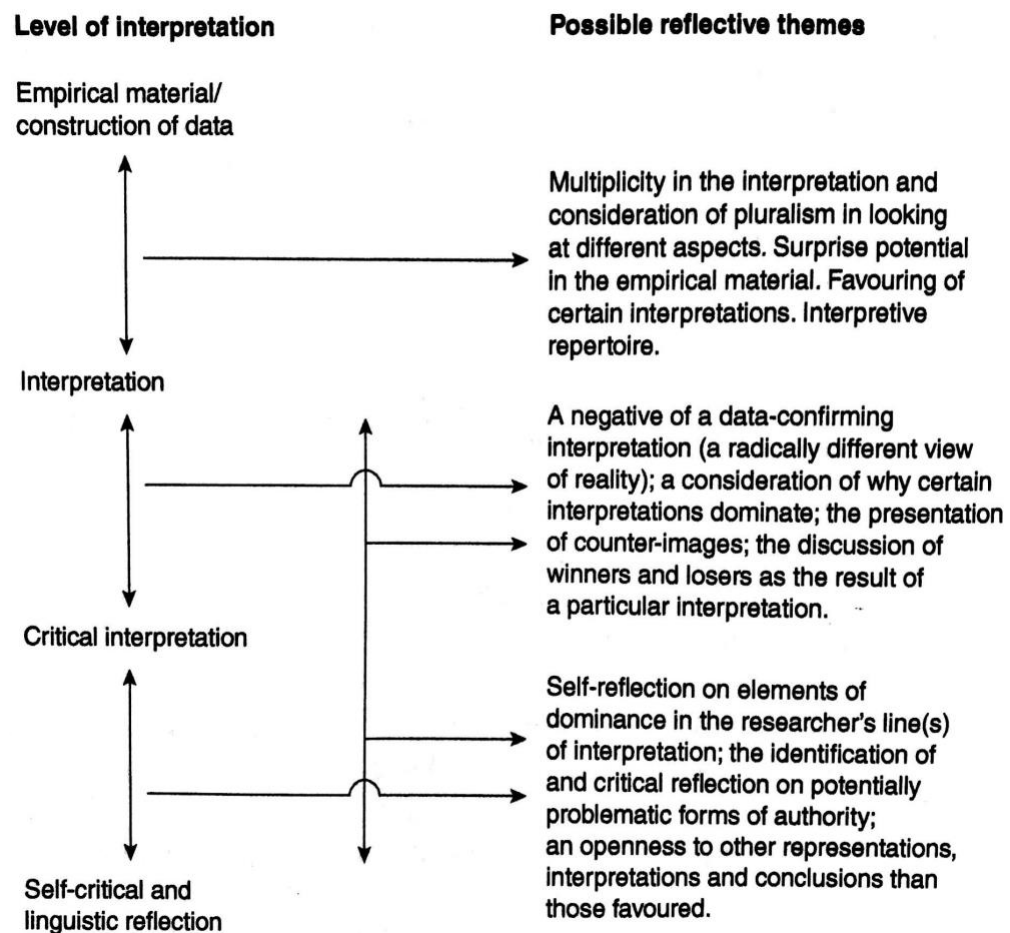 Level of interpretation
Possible reflective themes
Empirical material/
construction of data
Multiplicity in the interpretation and
consideration of pluralism in looking
at different aspects. Surprise potential
in the empirical material. Favouring of
certain interpretations. Interpretive
repertoire.
Interpretation
A negative of a data-confirming
interpretation (a radically different view
of reality); a consideration of why certain
interpretations dominate; the presentation
of counter-images; the discussion of
winners and losers as the result of
a particular interpretation.
Critical interpretation
Self-reflection on elements of
dominance in the researcher's line(s)
of interpretation; the identification of
and critical reflection on potentially
problematic forms of authority;
an openness to other representations,
interpretations and conclusions than
those favoured.
Self-critical and
linguistic reflection